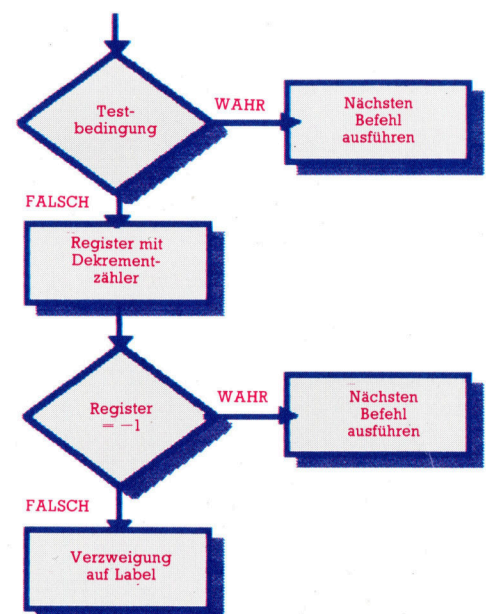 Test-
bedingung
WAHR
Nächsten
Befehl
ausführen
FALSCH
Register mit
Dekrement-
zähler
Register
= −1
WAHR
Nächsten
Befehl
ausführen
FALSCH
Verzweigung
auf Label